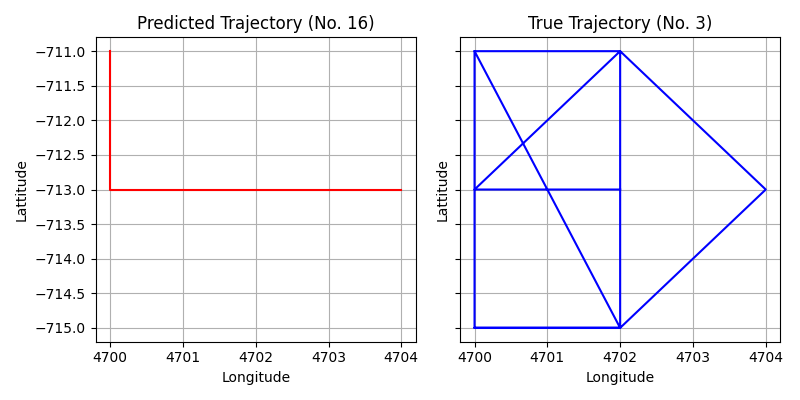 Predicted Trajectory (No. 16)
−711.0
−711.5
−712.0
−712.5
−713.0
−713.5
−714.0
−714.5
−715.0
Lattitude
4700 4701 4702 4703 4704
Longitude
True Trajectory (No. 3)
Lattitude
4700 4701 4702 4703 4704
Longitude